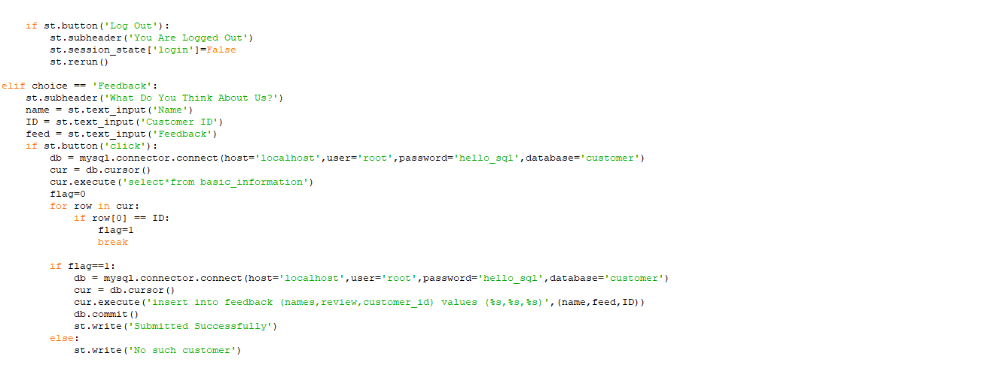 if st.button('Log Out'):
st.subheader('You Are Logged Out')
st.session_state['login']=False
st.rerun()
elif choice == 'Feedback':
st.subheader('What Do You Think About Us?')
name = st.text_input('Name')
ID = st.text_input('Customer ID')
feed = st.text_input('Feedback')
if st.button('click'):
db = mysql.connector.connect(host='localhost',user='root',password='hello_sql',database='customer')
cur = db.cursor()
cur.execute('select*from basic_information')
flag=0
for row in cur:
if row[0] == ID:
flag=1
break
if flag==1:
db = mysql.connector.connect(host='localhost',user='root',password='hello_sql',database='customer')
cur = db.cursor()
cur.execute('insert into feedback (names,review,customer_id) values (%s,%s,%s)',(name,feed,ID))
db.commit()
st.write('Submitted Successfully')
else:
st.write('No such customer')